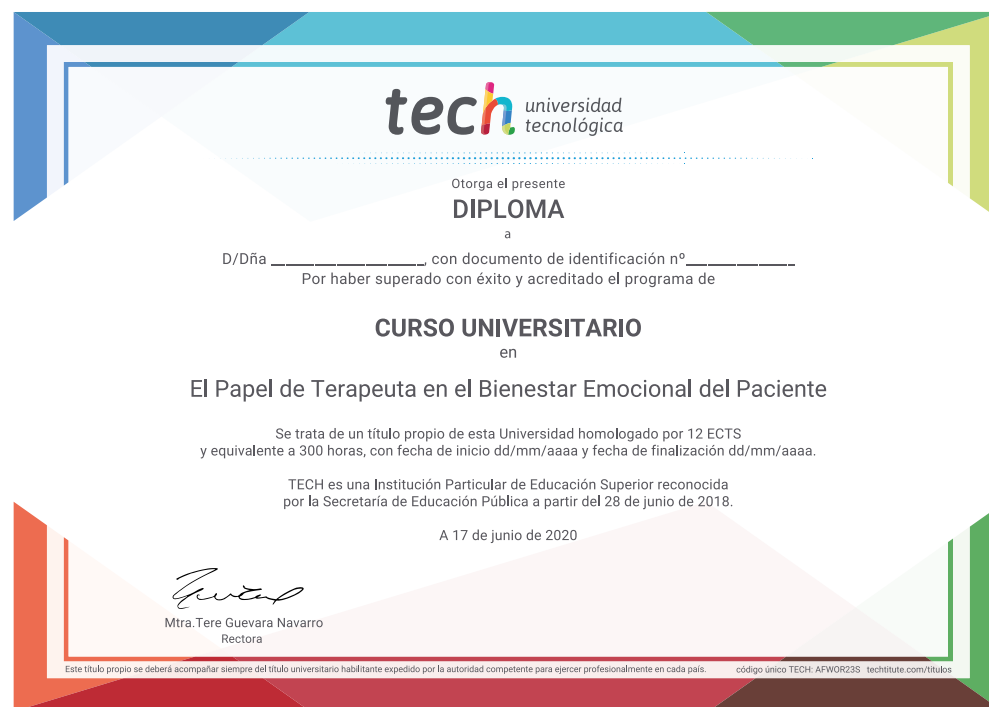 tech universidad
tecnológica
Otorga el presente
DIPLOMA
a
D/Dña ____________________, con documento de identificación nº______________
Por haber superado con éxito y acreditado el programa de
CURSO UNIVERSITARIO
en
El Papel de Terapeuta en el Bienestar Emocional del Paciente
Se trata de un título propio de esta Universidad homologado por 12 ECTS
y equivalente a 300 horas, con fecha de inicio dd/mm/aaaa y fecha de finalización dd/mm/aaaa.
TECH es una Institución Particular de Educación Superior reconocida
por la Secretaría de Educación Pública a partir del 28 de junio de 2018.
A 17 de junio de 2020
Mtra.Tere Guevara Navarro
Rectora
Este título propio se deberá acompañar siempre del título universitario habilitante expedido por la autoridad competente para ejercer profesionalmente en cada país. código único TECH: AFWOR23S techtitute.com/titulos